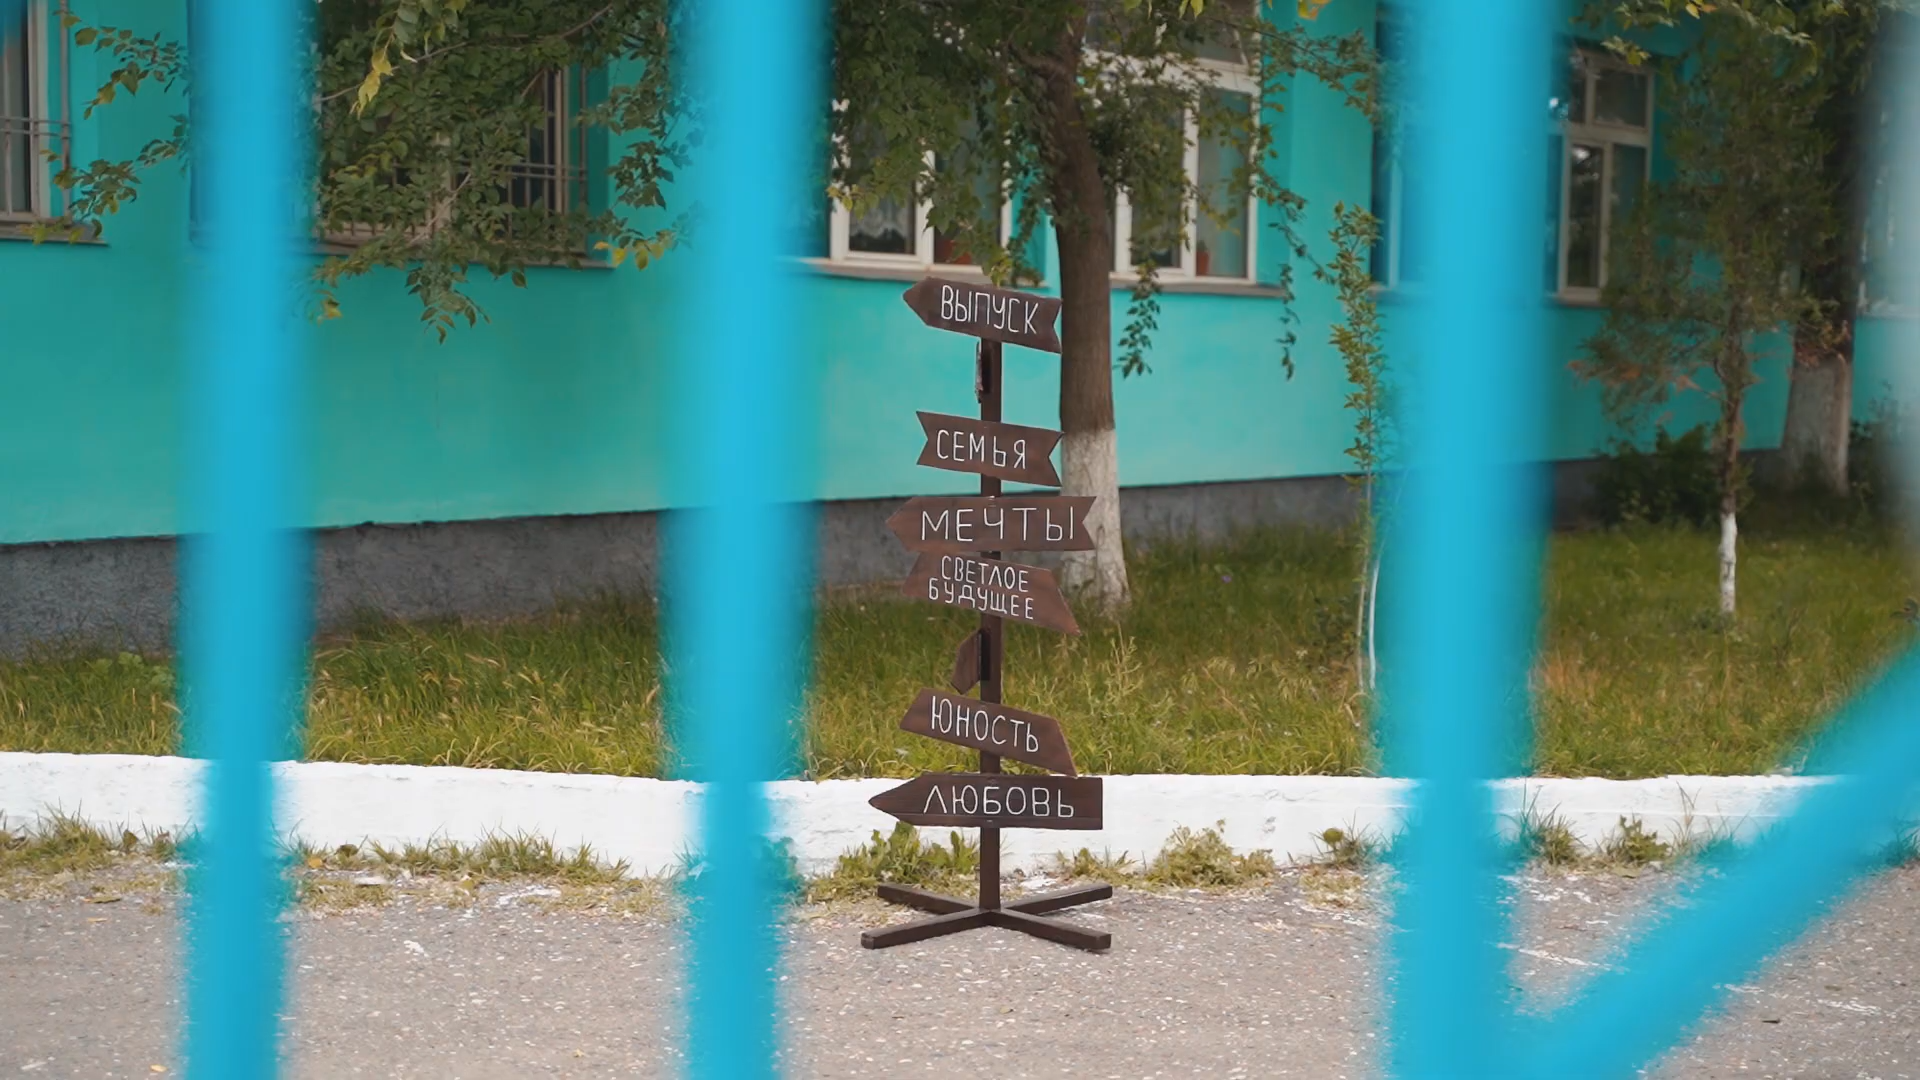 ВЫПУСК
СЕМЬЯ
МЕЧТЫ
СВЕТЛОЕ
БУДУЩЕЕ
ЮНОСТЬ
ЛЮБОВЬ